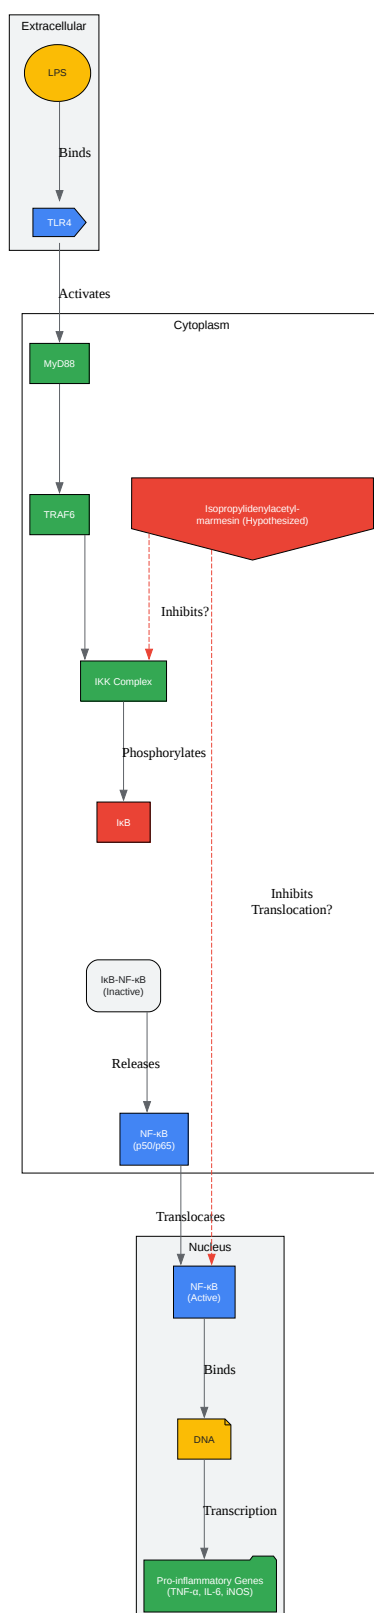 Extracellular
LPS
Binds
TLR4
Activates
Cytoplasm
MyD88
TRAF6
Isopropylidenylacetyl-
marmesin (Hypothesized)
Inhibits?
IKK Complex
Phosphorylates
IκB
Inhibits
Translocation?
IκB-NF-κB
(Inactive)
Releases
NF-κB
(p50/p65)
Translocates
Nucleus
NF-κB
(Active)
Binds
DNA
Transcription
Pro-inflammatory Genes
(TNF-α, IL-6, iNOS)